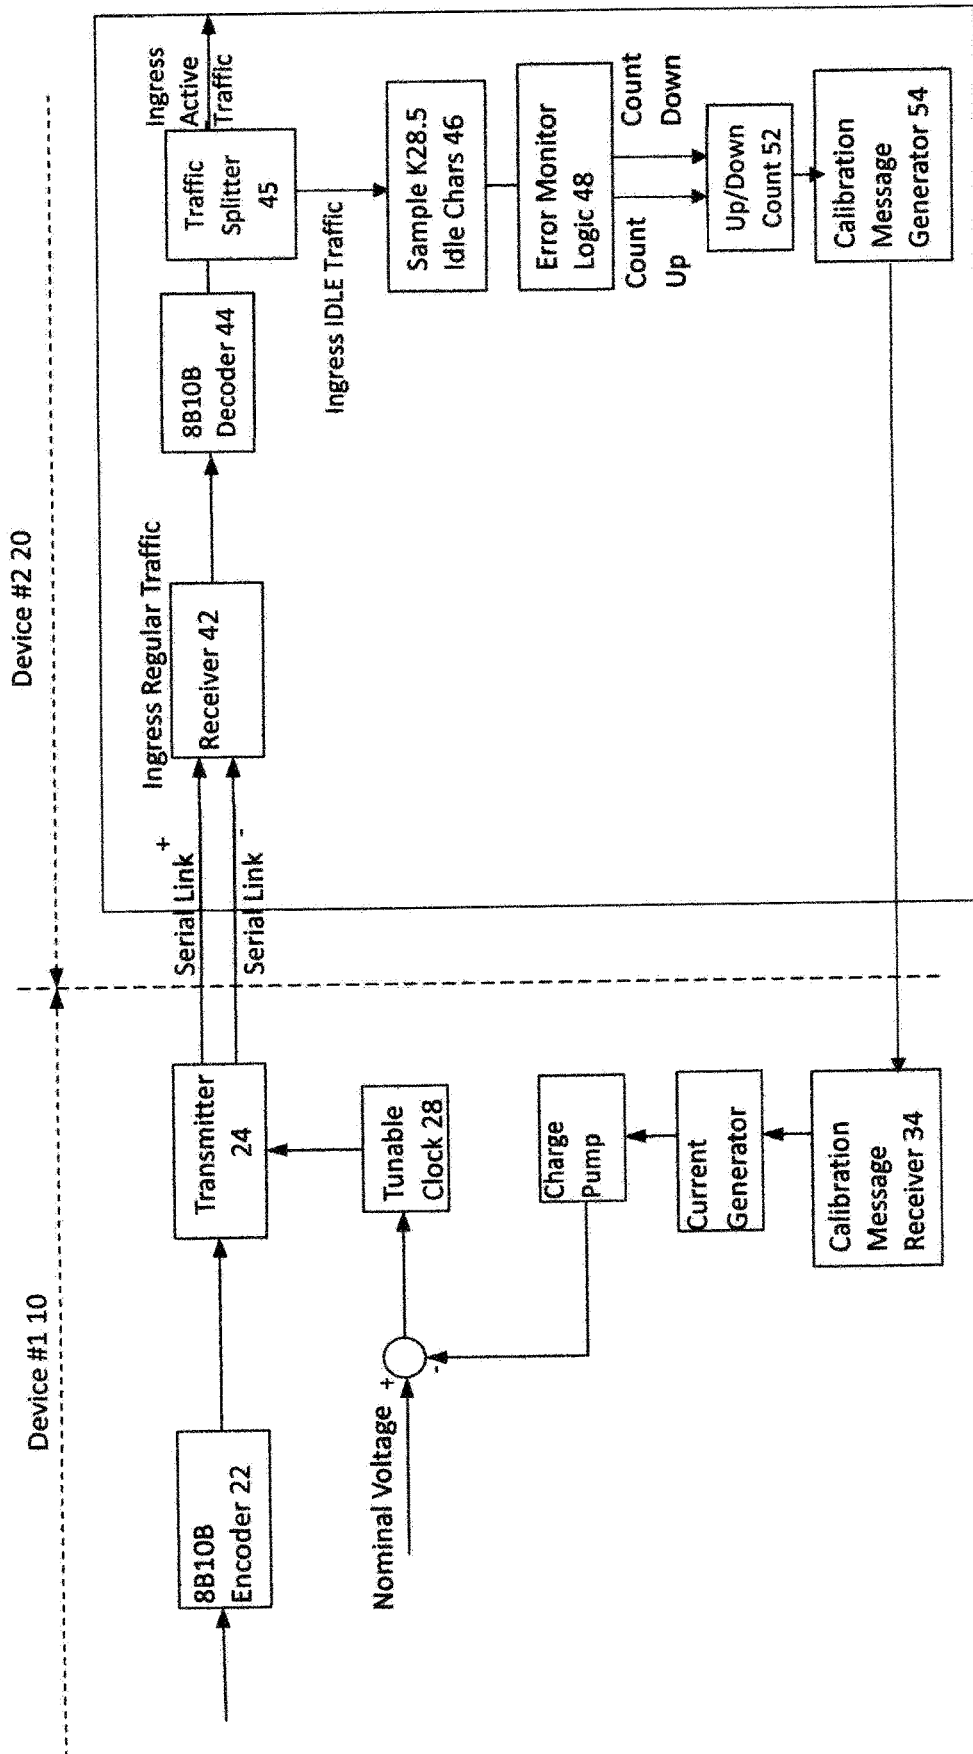 Device #1 10
Device #2 20
8B10B
Encoder 22
Transmitter
24
Serial Link +
Serial Link -
Ingress Regular Traffic
Receiver 42
8B10B
Decoder 44
Traffic
Splitter
45
Ingress
Active
Traffic
Ingress IDLE Traffic
Sample K28.5
Idle Chars 46
Error Monitor
Logic 48
Count
Up
Count
Down
Up/Down
Count 52
Calibration
Message
Generator 54
Nominal Voltage +
-
Tunable
Clock 28
Charge
Pump
Current
Generator
Calibration
Message
Receiver 34